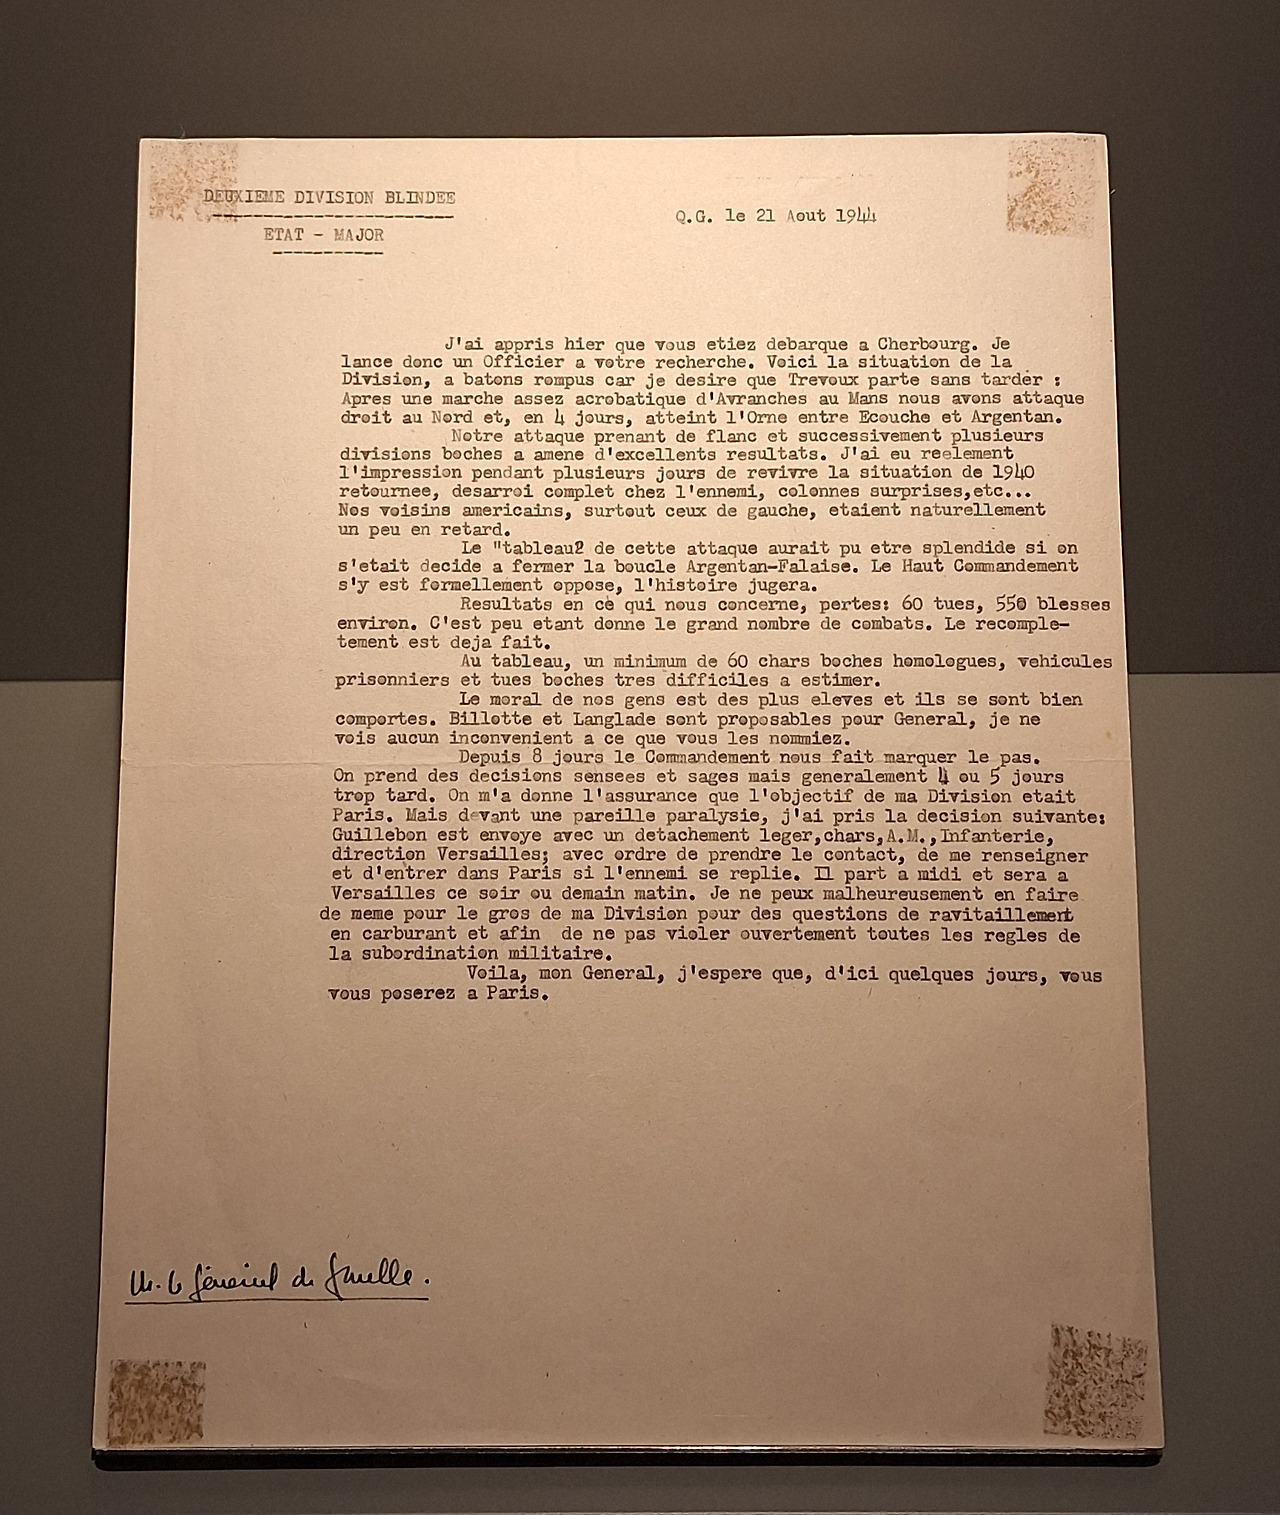 DEUXIEME DIVISION BLINDEE
Q.G. le 21 Aout 1944
ETAT - MAJOR
J'ai appris hier que vous etiez debarque a Cherbourg. Je
lance donc un Officier a votre recherche. Voici la situation de la
Division, a batons rompus car je desire que Trevoux parte sans tarder :
Apres une marche assez acrobatique d'Avranches au Mans nous avons attaque
droit au Nord et, en 4 jours, atteint l'Orne entre Ecouche et Argentan.
Notre attaque prenant de flanc et successivement plusieurs
divisions boches a amene d'excellents resultats. J'ai eu reelement
l'impression pendant plusieurs jours de revivre la situation de 1940
retournee, desarroi complet chez l'ennemi, colonnes surprises,etc...
Nos voisins americains, surtout ceux de gauche, etaient naturellement
un peu en retard.
Le "tableau2 de cette attaque aurait pu etre splendide si on
s'etait decide a fermer la boucle Argentan-Falaise. Le Haut Commandement
s'y est formellement oppose, l'histoire jugera.
Resultats en ce qui nous concerne, pertes: 60 tues, 550 blesses
environ. C'est peu etant donne le grand nombre de combats. Le recomple-
tement est deja fait.
Au tableau, un minimum de 60 chars boches homologues, vehicules
prisonniers et tues boches tres difficiles a estimer.
Le moral de nos gens est des plus eleves et ils se sont bien
comportes. Billotte et Langlade sont proposables pour General, je ne
vois aucun inconvenient a ce que vous les nommiez.
Depuis 8 jours le Commandement nous fait marquer le pas.
On prend des decisions sensees et sages mais generalement 4 ou 5 jours
trop tard. On m'a donne l'assurance que l'objectif de ma Division etait
Paris. Mais devant une pareille paralysie, j'ai pris la decision suivante:
Guillebon est envoye avec un detachement leger,chars,A.M.,Infanterie,
direction Versailles; avec ordre de prendre le contact, de me renseigner
et d'entrer dans Paris si l'ennemi se replie. Il part a midi et sera a
Versailles ce soir ou demain matin. Je ne peux malheureusement en faire
de meme pour le gros de ma Division pour des questions de ravitaillement
en carburant et afin de ne pas violer ouvertement toutes les regles de
la subordination militaire.
Voila, mon General, j'espere que, d'ici quelques jours, vous
vous poserez a Paris.
M. le Général de Gaulle.